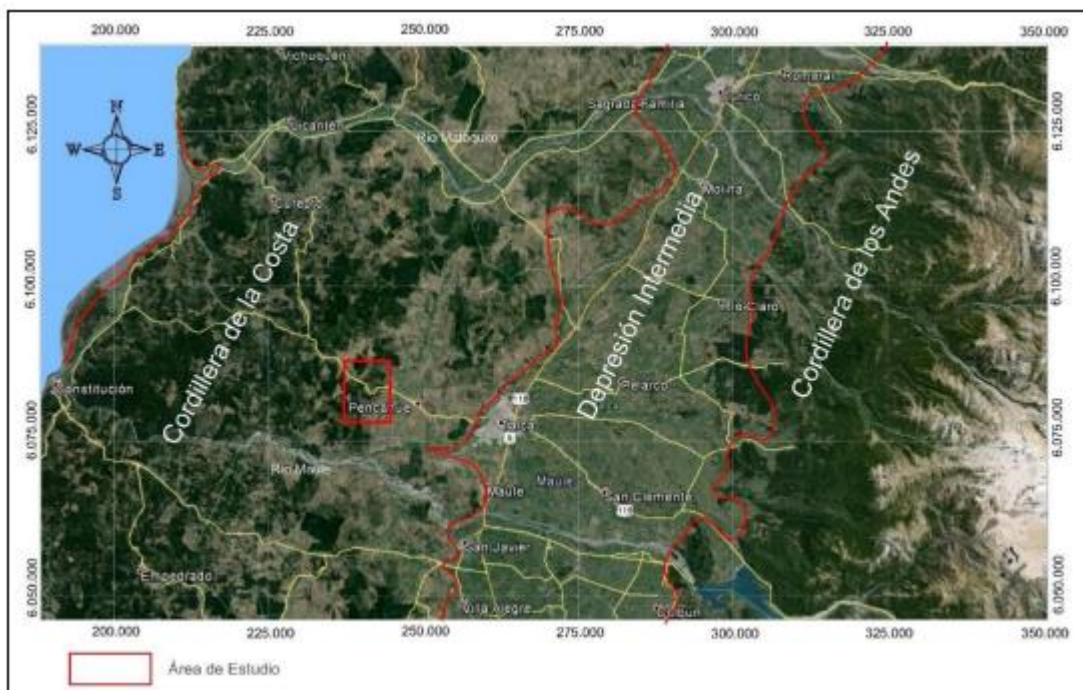 200.000 225.000 250.000 275.000 300.000 325.000 350.000
Vichuquén
Romeral
Sagrada Familia
6.125.000
6.125.000
N
W E
S
Licantén
Río Mataquito
Molina
Curepto
6.100.000
6.100.000
Río Claro
Cordillera de la Costa
Depresión Intermedia
Cordillera de los Andes
Constitución
Pelarco
Pencahue
115
Talca
5
6.075.000
6.075.000
Río Maule
Maule
Maule
San Clemente
115
San Javier
Empedrado
6.050.000
6.050.000
Villa Alegre
Colbún
200.000 225.000 250.000 275.000 300.000 325.000 350.000
Área de Estudio